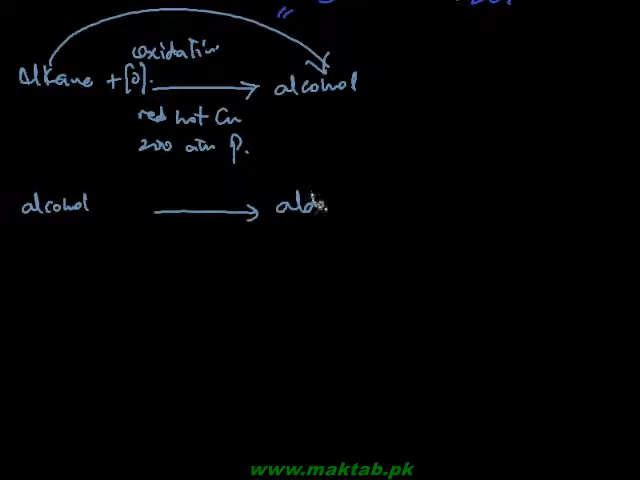 oxidation
Alkane + [O]. → alcohol
red hot Cu
200 atm P.
alcohol → ald
www.maktab.pk